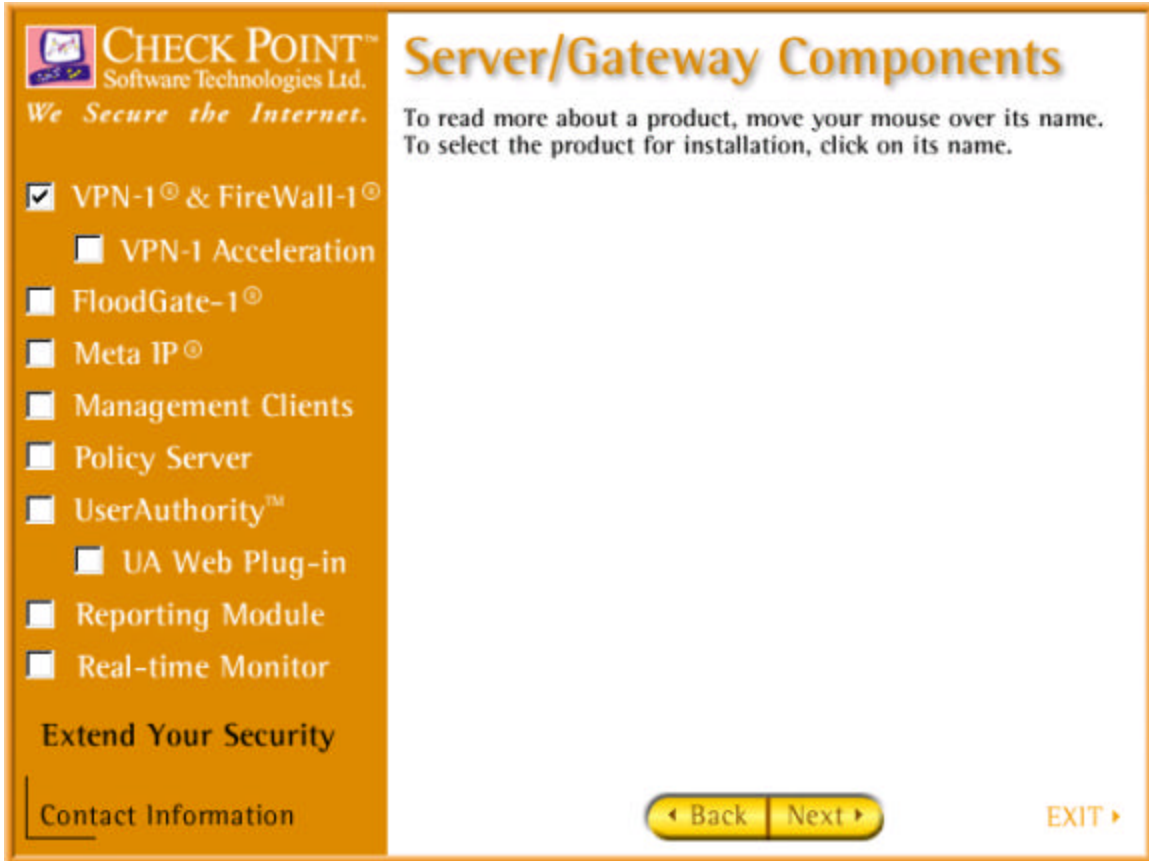 CHECK POINT™
Software Technologies Ltd.
We Secure the Internet.
VPN-1® & FireWall-1®
VPN-1 Acceleration
FloodGate-1®
Meta IP®
Management Clients
Policy Server
UserAuthority™
UA Web Plug-in
Reporting Module
Real-time Monitor
Extend Your Security
Contact Information
Server/Gateway Components
To read more about a product, move your mouse over its name.
To select the product for installation, click on its name.
Back Next
EXIT